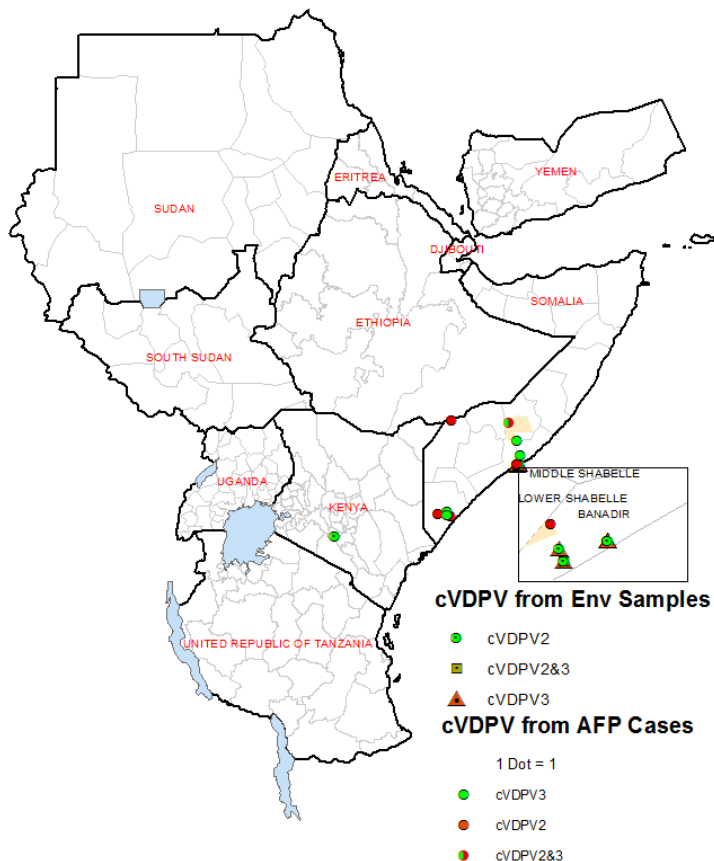 YEMEN
ERITREA
SUDAN
DJIBOUTI
SOMALIA
ETHIOPIA
SOUTH SUDAN
MIDDLE SHABELLE
UGANDA
LOWER SHABELLE
KENYA
BANADIR
cVDPV from Env Samples
cVDPV2
UNITED REPUBLIC OF TANZANIA
cVDPV2&3
cVDPV3
cVDPV from AFP Cases
1 Dot = 1
cVDPV3
cVDPV2
cVDPV2&3